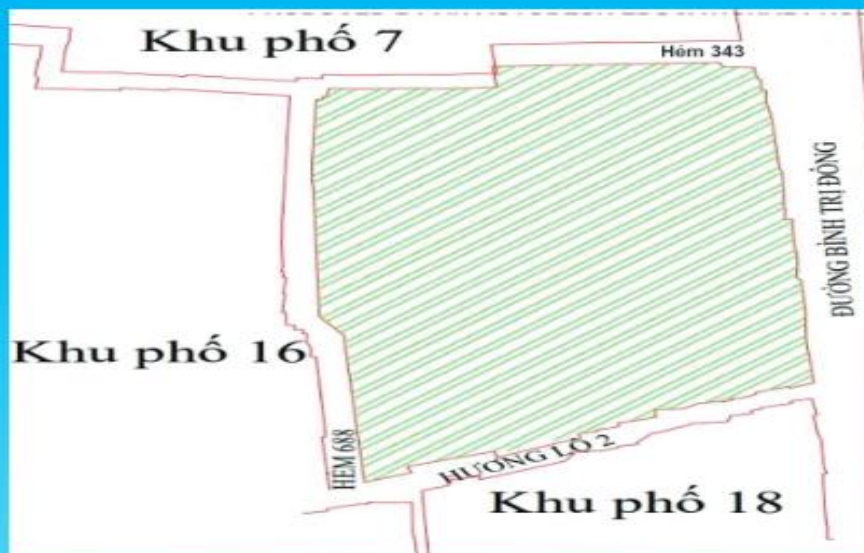 Khu phố 7
Hẻm 343
ĐƯỜNG BÌNH TRỊ ĐÔNG
Khu phố 16
HẺM 688
HƯƠNG LỘ 2
Khu phố 18